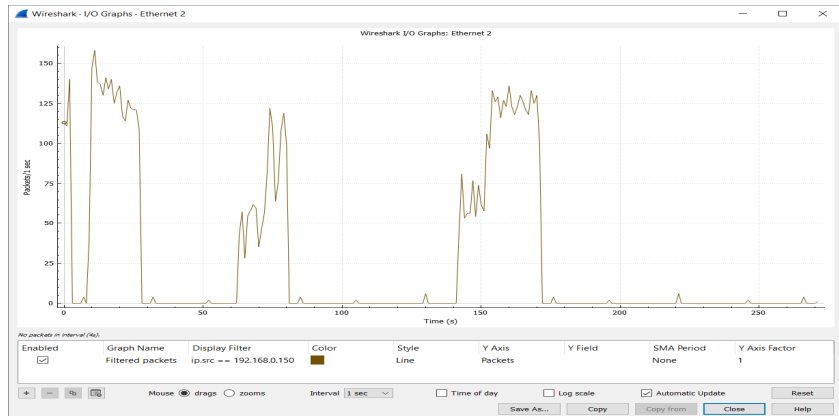 Wireshark · I/O Graphs · Ethernet 2
Wireshark I/O Graphs: Ethernet 2
150
125
100
75
50
25
0
Packets/1 sec
0 50 100 150 200 250
Time (s)
No packets in interval (4s).
Enabled Graph Name Display Filter Color Style Y Axis Y Field SMA Period Y Axis Factor
Filtered packets ip.src == 192.168.0.150 Line Packets None 1
+ − Mouse drags zooms Interval 1 sec Time of day Log scale Automatic Update Reset
Save As... Copy Copy from Close Help